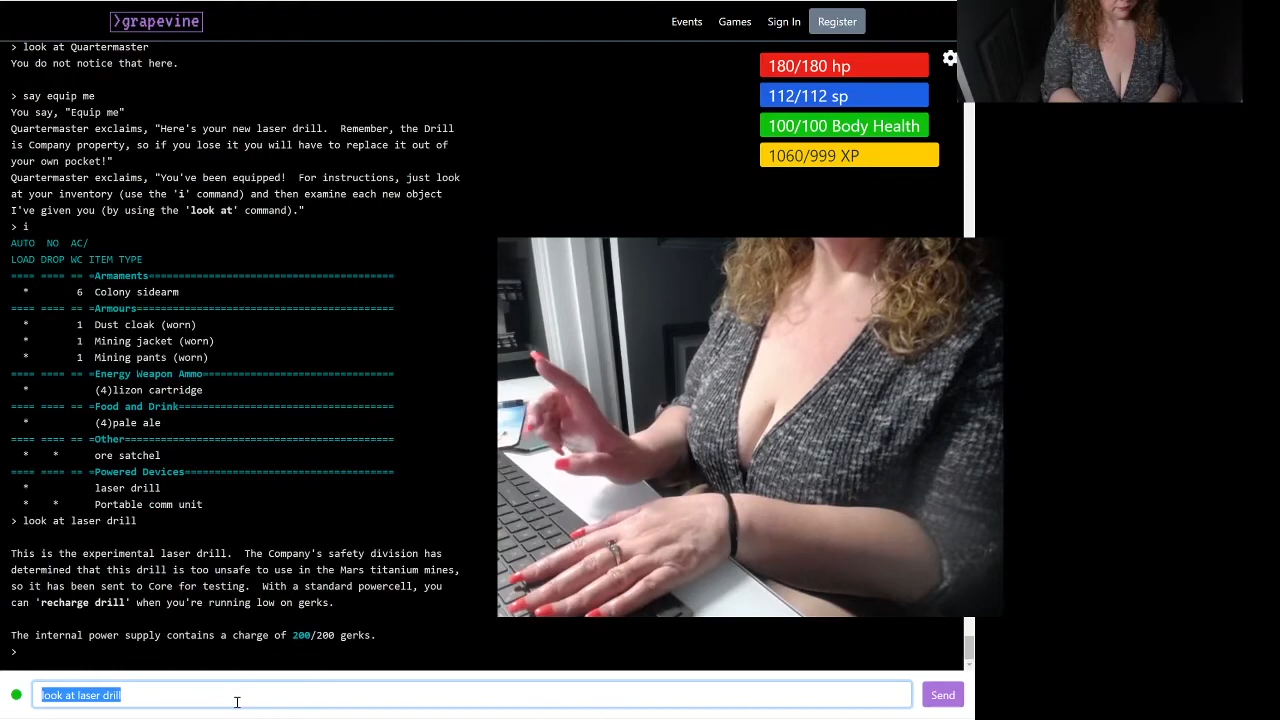 >grapevine
Events Games Sign In Register
> look at Quartermaster
You do not notice that here.
> say equip me
You say, "Equip me"
Quartermaster exclaims, "Here's your new laser drill.  Remember, the Drill
is Company property, so if you lose it you will have to replace it out of
your own pocket!"
Quartermaster exclaims, "You've been equipped!  For instructions, just look
at your inventory (use the 'i' command) and then examine each new object
I've given you (by using the 'look at' command)."
> i
AUTO  NO  AC/
LOAD DROP WC ITEM TYPE
==== ==== == =Armaments========================================
*         6  Colony sidearm
==== ==== == =Armours==========================================
*         1  Dust cloak (worn)
*         1  Mining jacket (worn)
*         1  Mining pants (worn)
==== ==== == =Energy Weapon Ammo===============================
*            (4)lizon cartridge
==== ==== == =Food and Drink===================================
*            (4)pale ale
==== ==== == =Other============================================
*    *       ore satchel
==== ==== == =Powered Devices==================================
*            laser drill
*    *       Portable comm unit
> look at laser drill
This is the experimental laser drill.  The Company's safety division has
determined that this drill is too unsafe to use in the Mars titanium mines,
so it has been sent to Core for testing.  With a standard powercell, you
can 'recharge drill' when you're running low on gerks.
The internal power supply contains a charge of 200/200 gerks.
>
look at laser drill
Send
180/180 hp
112/112 sp
100/100 Body Health
1060/999 XP